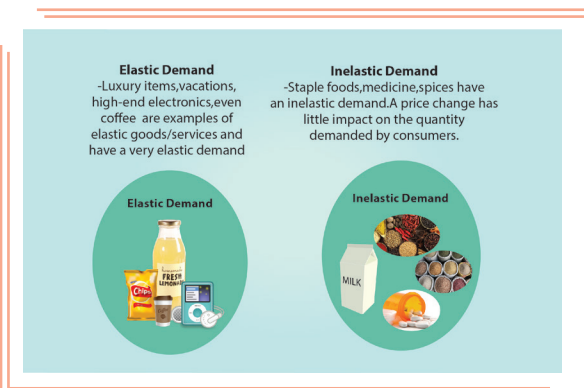 Elastic Demand
-Luxury items,vacations,
high-end electronics,even
coffee are examples of
elastic goods/services and
have a very elastic demand
Inelastic Demand
-Staple foods,medicine,spices have
an inelastic demand.A price change has
little impact on the quantity
demanded by consumers.
Elastic Demand
homemade
FRESH
LEMONADE
Chips
Inelastic Demand
MILK